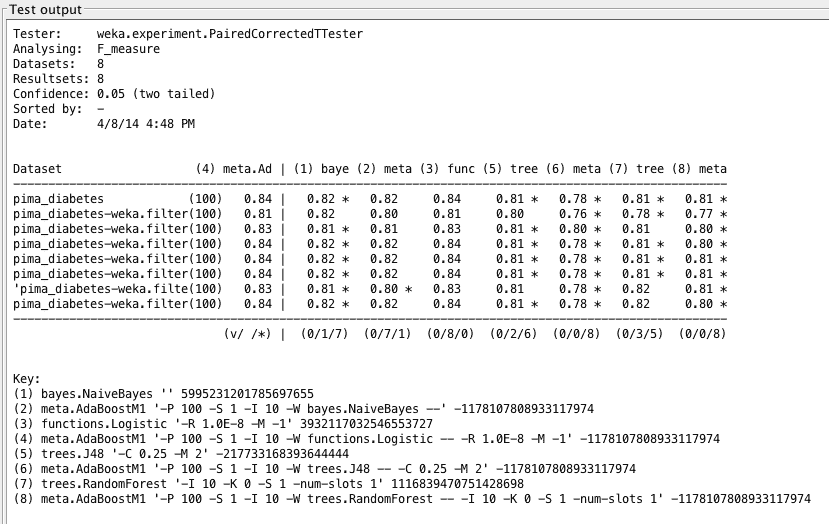 Test output
Tester:     weka.experiment.PairedCorrectedTTester
Analysing:  F_measure
Datasets:   8
Resultsets: 8
Confidence: 0.05 (two tailed)
Sorted by:  -
Date:       4/8/14 4:48 PM
Dataset                   (4) meta.Ad | (1) baye (2) meta (3) func (5) tree (6) meta (7) tree (8) meta
pima_diabetes            (100)   0.84 |   0.82 *   0.82     0.84     0.81 *   0.78 *   0.81 *   0.81 *
pima_diabetes-weka.filter(100)   0.81 |   0.82     0.80     0.81     0.80     0.76 *   0.78 *   0.77 *
pima_diabetes-weka.filter(100)   0.83 |   0.81 *   0.81     0.83     0.81 *   0.80 *   0.81     0.80 *
pima_diabetes-weka.filter(100)   0.84 |   0.82 *   0.82     0.84     0.81 *   0.78 *   0.81 *   0.80 *
pima_diabetes-weka.filter(100)   0.84 |   0.82 *   0.82     0.84     0.81 *   0.78 *   0.81 *   0.81 *
pima_diabetes-weka.filter(100)   0.84 |   0.82 *   0.82     0.84     0.81 *   0.78 *   0.81 *   0.81 *
'pima_diabetes-weka.filte(100)   0.83 |   0.81 *   0.80 *   0.83     0.81     0.78 *   0.82     0.81 *
pima_diabetes-weka.filter(100)   0.84 |   0.82 *   0.82     0.84     0.81 *   0.78 *   0.82     0.80 *
(v/ /*) |  (0/1/7)  (0/7/1)  (0/8/0)  (0/2/6)  (0/0/8)  (0/3/5)  (0/0/8)
Key:
(1) bayes.NaiveBayes '' 5995231201785697655
(2) meta.AdaBoostM1 '-P 100 -S 1 -I 10 -W bayes.NaiveBayes --' -1178107808933117974
(3) functions.Logistic '-R 1.0E-8 -M -1' 3932117032546553727
(4) meta.AdaBoostM1 '-P 100 -S 1 -I 10 -W functions.Logistic -- -R 1.0E-8 -M -1' -1178107808933117974
(5) trees.J48 '-C 0.25 -M 2' -217733168393644444
(6) meta.AdaBoostM1 '-P 100 -S 1 -I 10 -W trees.J48 -- -C 0.25 -M 2' -1178107808933117974
(7) trees.RandomForest '-I 10 -K 0 -S 1 -num-slots 1' 1116839470751428698
(8) meta.AdaBoostM1 '-P 100 -S 1 -I 10 -W trees.RandomForest -- -I 10 -K 0 -S 1 -num-slots 1' -1178107808933117974